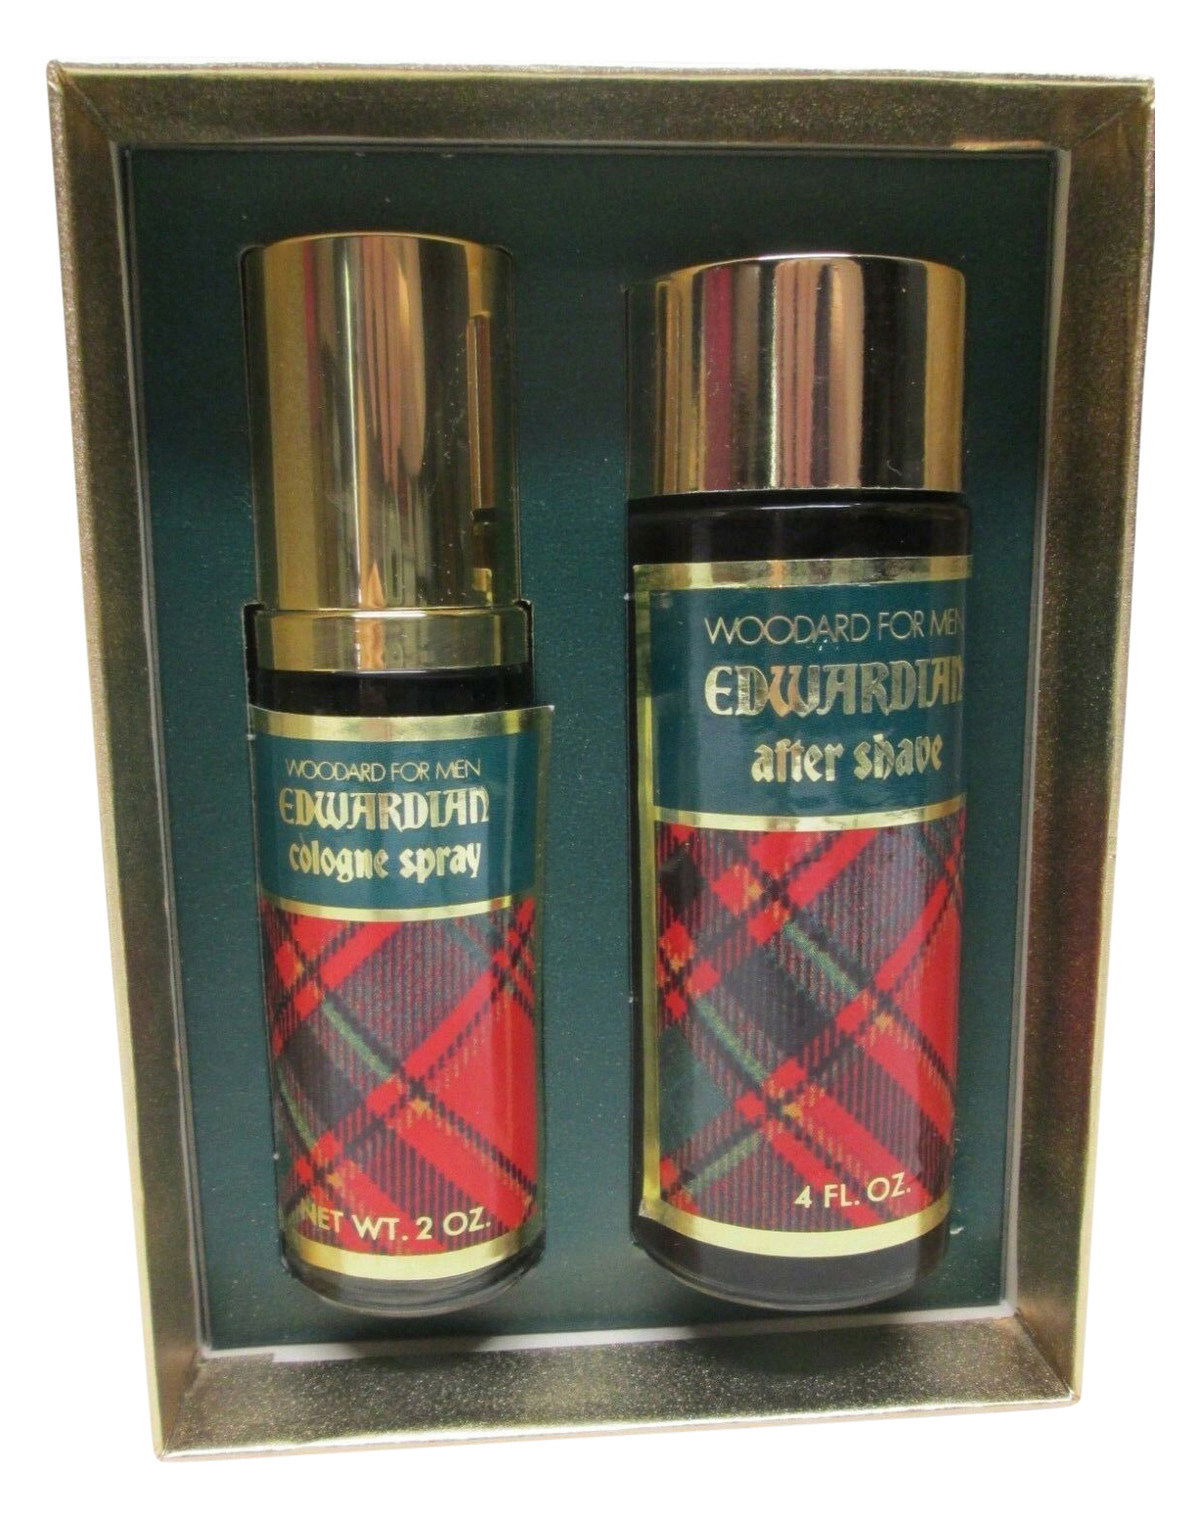 WOODARD FOR MEN
EDWARDIAN
cologne spray
NET WT. 2 OZ.
WOODARD FOR MEN
EDWARDIAN
after shave
4 FL. OZ.